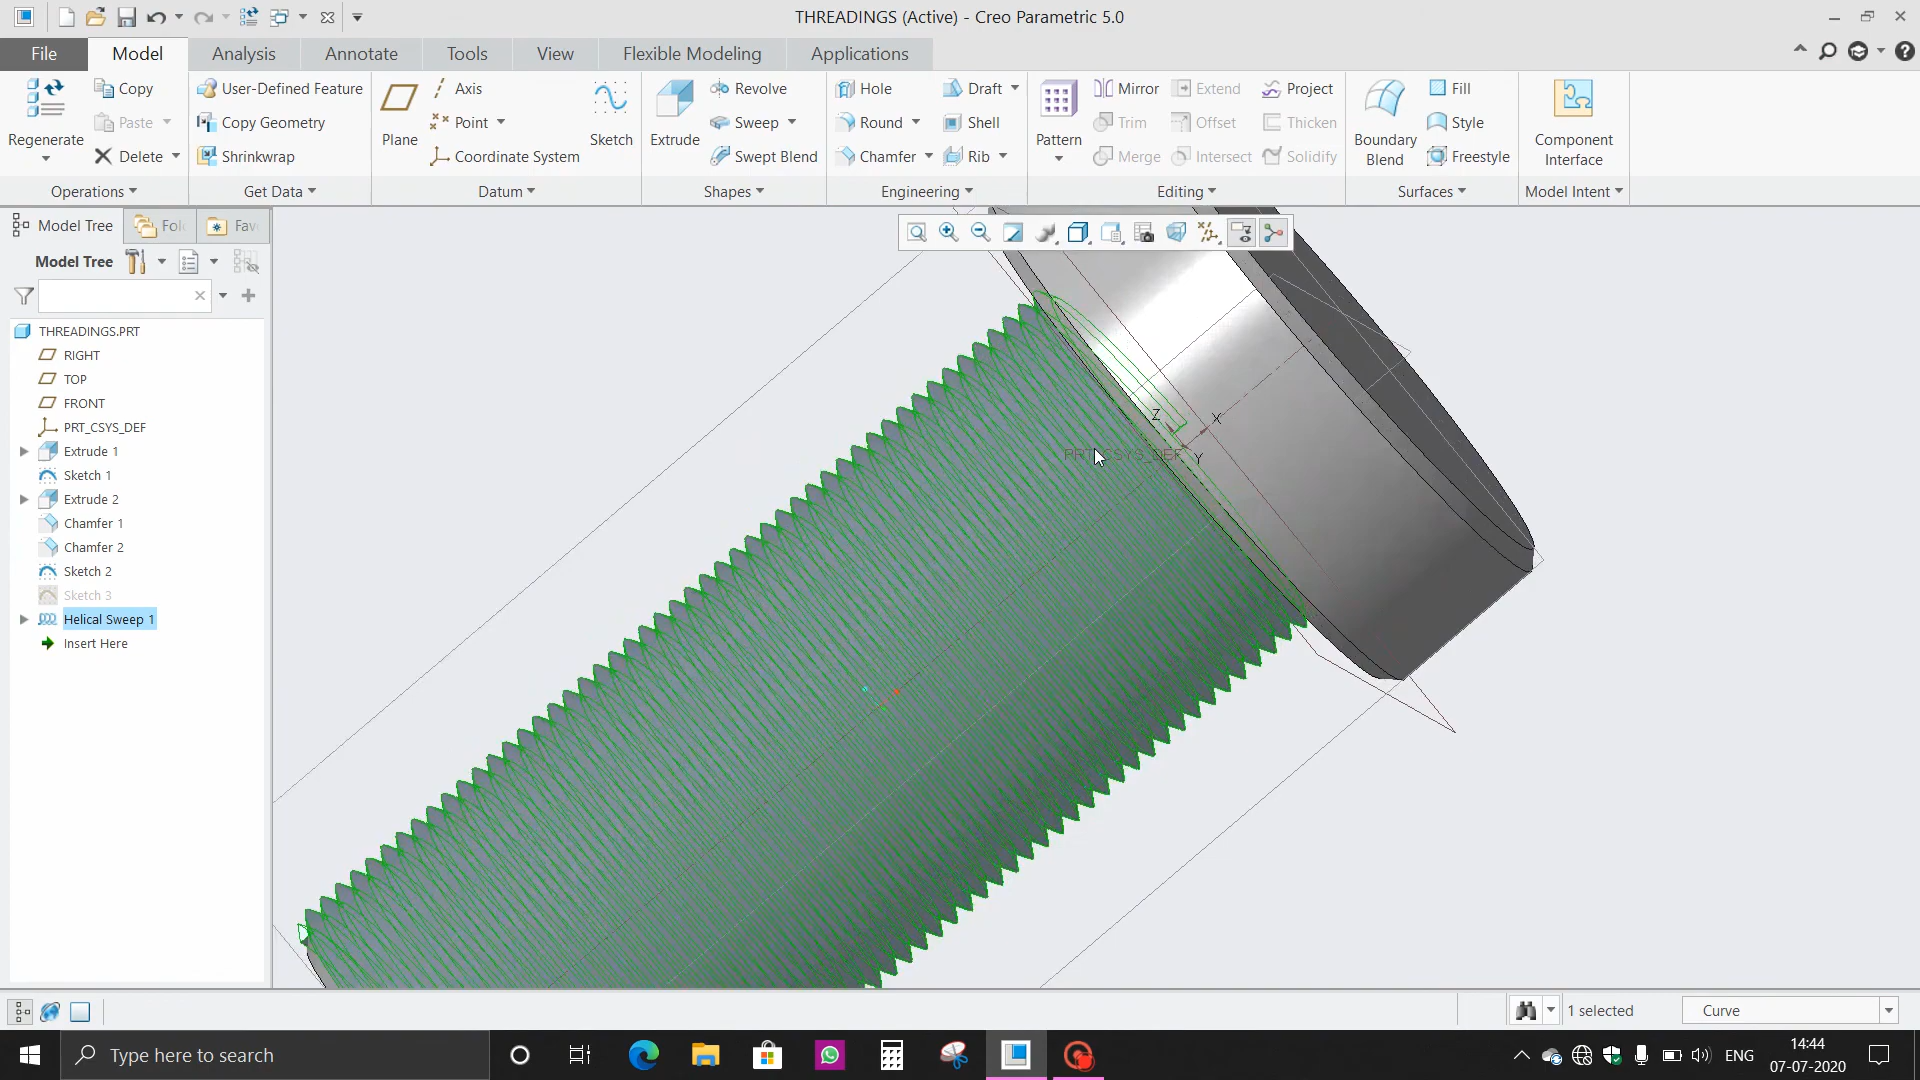 THREADINGS (Active) - Creo Parametric 5.0
File Model Analysis Annotate Tools View Flexible Modeling Applications
Regenerate
Copy
Paste
Delete
Operations
User-Defined Feature
Copy Geometry
Shrinkwrap
Get Data
Plane
Axis
Point
Coordinate System
Sketch
Datum
Extrude
Revolve
Sweep
Swept Blend
Shapes
Hole
Round
Chamfer
Draft
Shell
Rib
Engineering
Pattern
Mirror
Trim
Merge
Extend
Offset
Intersect
Project
Thicken
Solidify
Editing
Boundary
Blend
Fill
Style
Freestyle
Surfaces
Component
Interface
Model Intent
Model Tree
Fol
Fav
Model Tree
THREADINGS.PRT
RIGHT
TOP
FRONT
PRT_CSYS_DEF
Extrude 1
Sketch 1
Extrude 2
Chamfer 1
Chamfer 2
Sketch 2
Sketch 3
Helical Sweep 1
Insert Here
Z
X
Y
PRT_CSYS_DEF
1 selected
Curve
Type here to search
ENG
14:44
07-07-2020